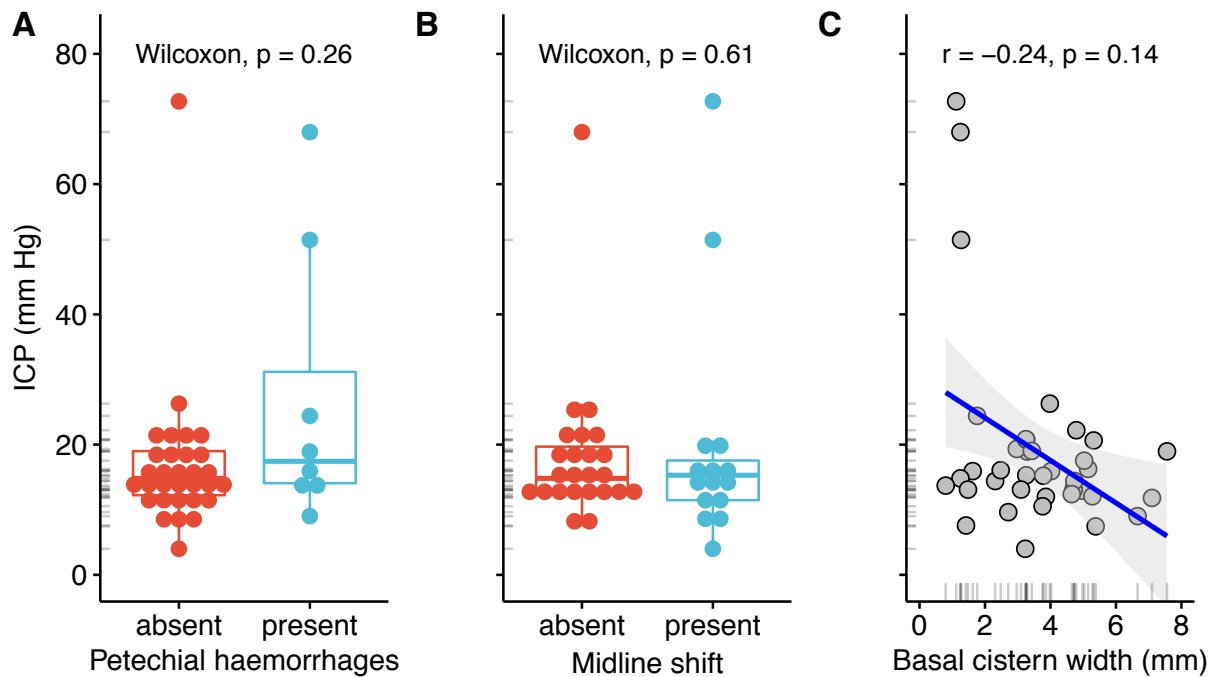 A
B
C
Wilcoxon, p = 0.26
Wilcoxon, p = 0.61
r = −0.24, p = 0.14
ICP (mm Hg)
80
60
40
20
0
absent present
absent present
0 2 4 6 8
Petechial haemorrhages
Midline shift
Basal cistern width (mm)